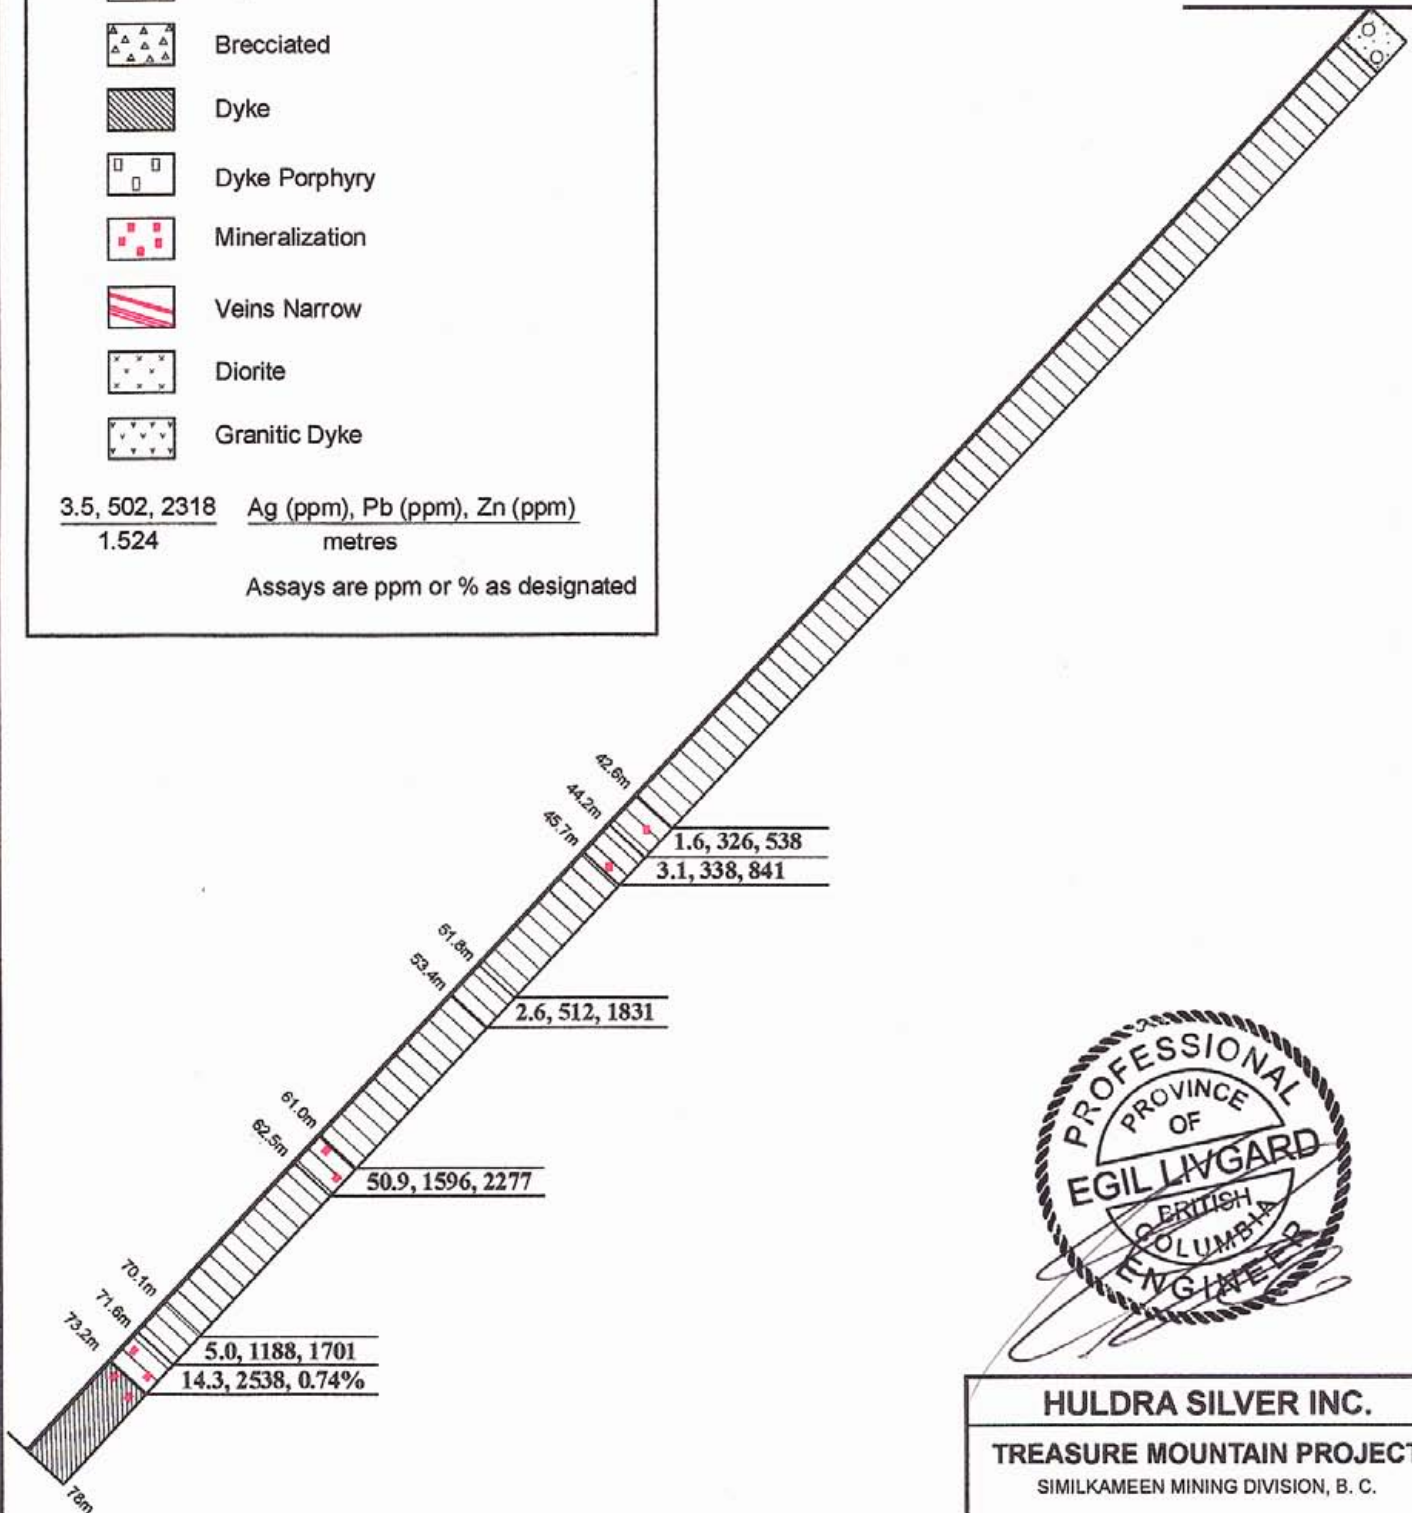 Brecciated
Dyke
Dyke Porphyry
Mineralization
Veins Narrow
Diorite
Granitic Dyke
3.5, 502, 2318 Ag (ppm), Pb (ppm), Zn (ppm)
1.524 metres
Assays are ppm or % as designated
42.6m
44.2m
45.7m
1.6, 326, 538
3.1, 338, 841
51.8m
53.4m
2.6, 512, 1831
61.0m
62.5m
50.9, 1596, 2277
70.1m
71.6m
73.2m
5.0, 1188, 1701
14.3, 2538, 0.74%
78m
PROFESSIONAL
PROVINCE
OF
EGIL LIVGARD
BRITISH
COLUMBIA
ENGINEER
HULDRA SILVER INC.
TREASURE MOUNTAIN PROJECT
SIMILKAMEEN MINING DIVISION, B. C.